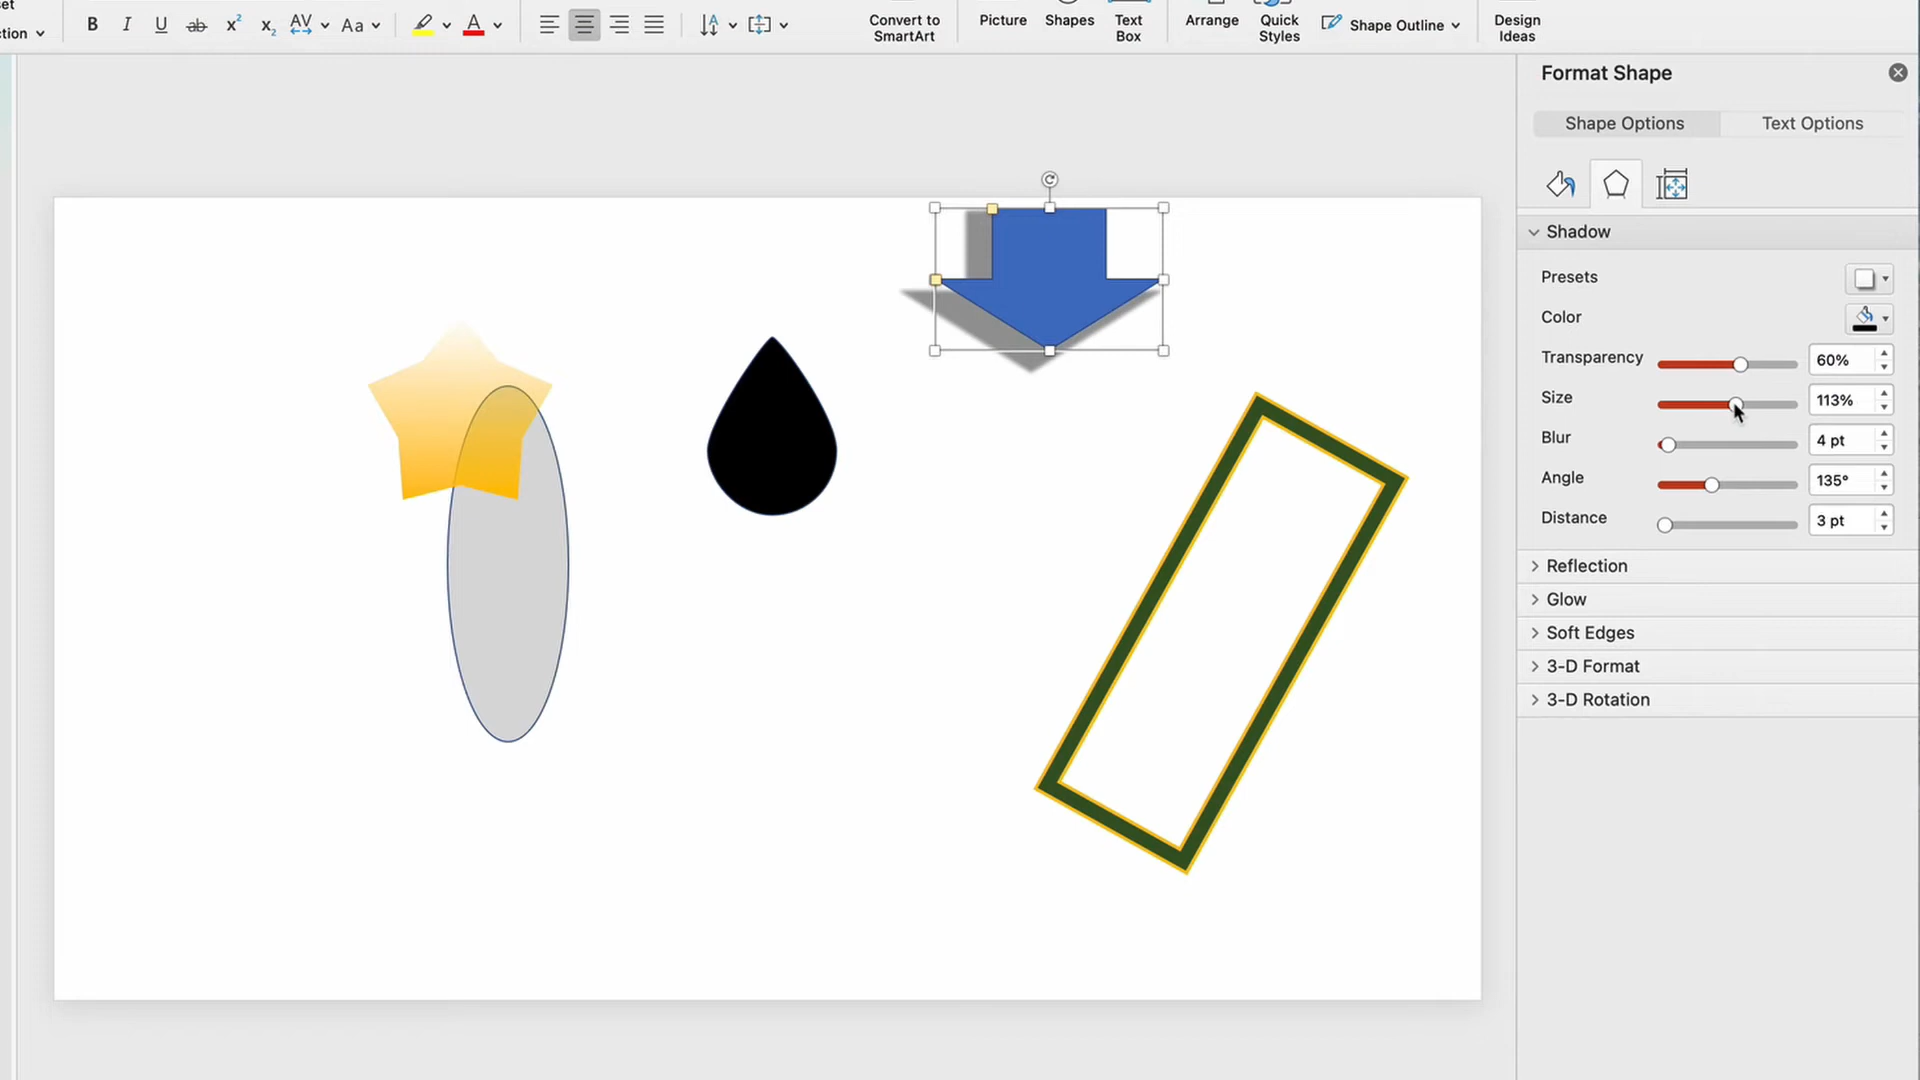 set
ction
B I U ab x² x₂ AV Aa A
Convert to
SmartArt
Picture
Shapes
Text
Box
Arrange
Quick
Styles
Shape Outline
Design
Ideas
Format Shape
Shape Options Text Options
Shadow
Presets
Color
Transparency 60%
Size 113%
Blur 4 pt
Angle 135°
Distance 3 pt
Reflection
Glow
Soft Edges
3-D Format
3-D Rotation